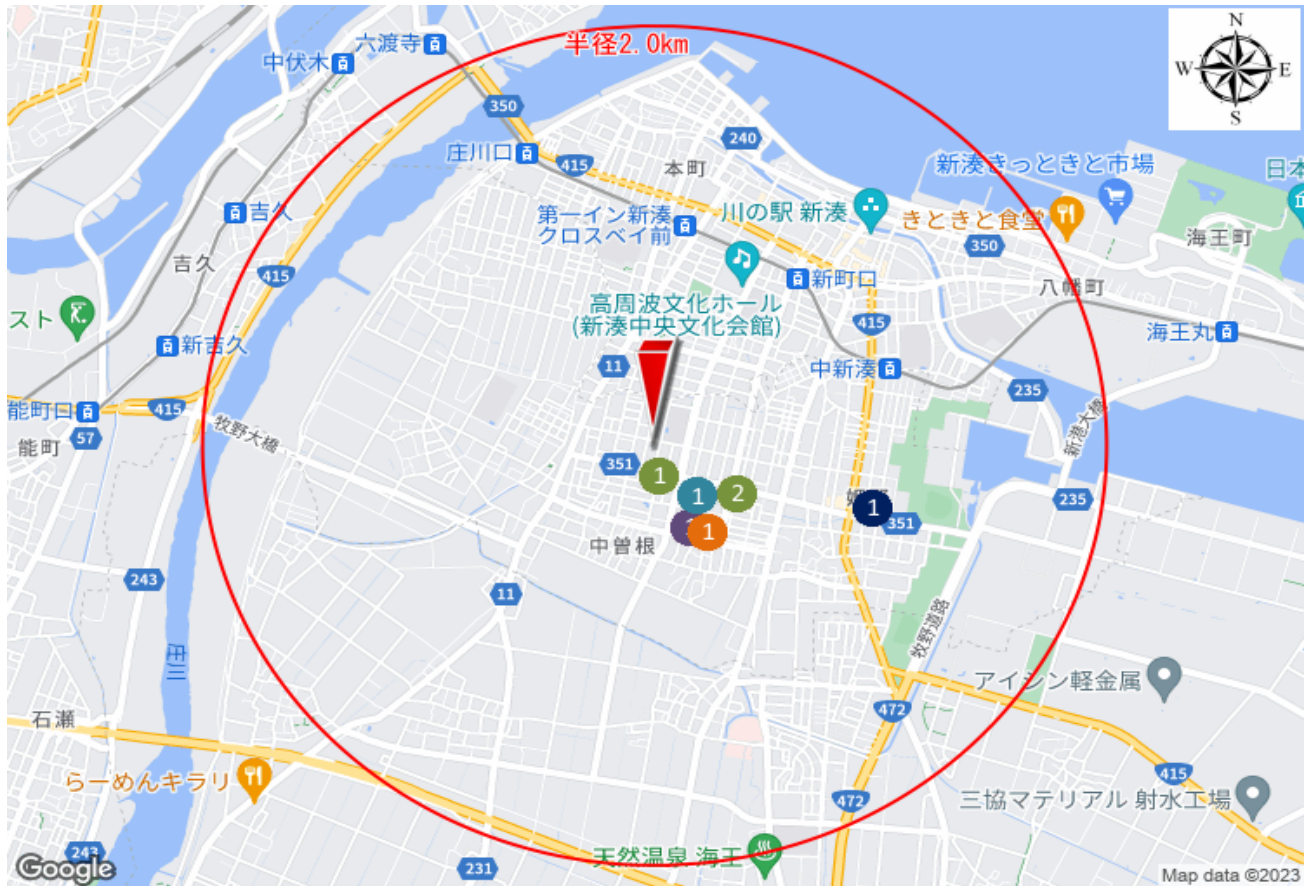 六渡寺
半径2.0km
N
W E
S
中伏木
350
240
庄川口
415
本町
新湊きっときと市場
日本
吉久
第一イン新湊
クロスベイ前
川の駅 新湊
きときと食堂
350
海王町
吉久
415
新町口
八幡町
スト
高周波文化ホール
(新湊中央文化会館)
415
海王丸
新吉久
11
中新湊
235
能町口
415
牧野大橋
新港大橋
57
能町
351
1
1
2
235
1
351
1
中曽根
243
11
牧野道路
庄川
アイシン軽金属
472
石瀬
415
らーめんキラリ
472
三協マテリアル 射水工場
243
231
天然温泉 海王
Google
Map data ©2023